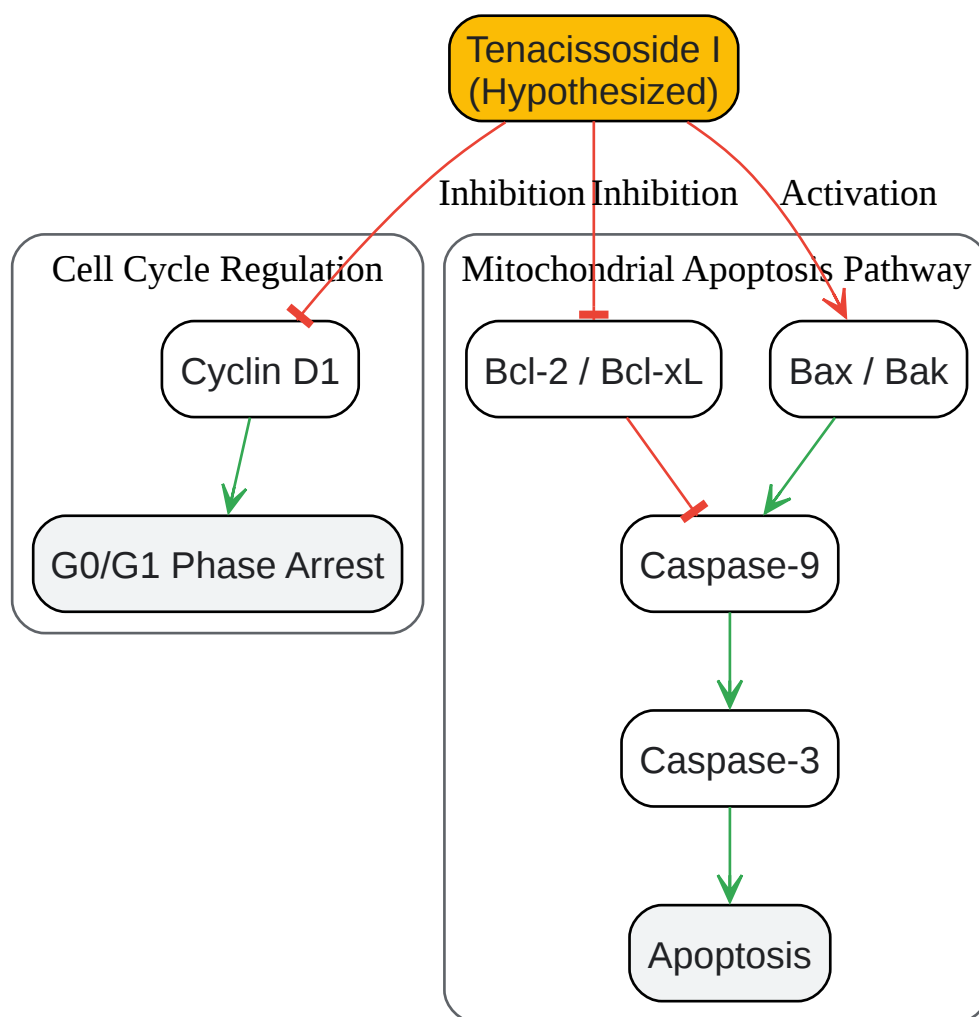 Tenacissoside I
(Hypothesized)
Inhibition
Inhibition
Activation
Cell Cycle Regulation
Mitochondrial Apoptosis Pathway
Cyclin D1
Bcl-2 / Bcl-xL
Bax / Bak
G0/G1 Phase Arrest
Caspase-9
Caspase-3
Apoptosis